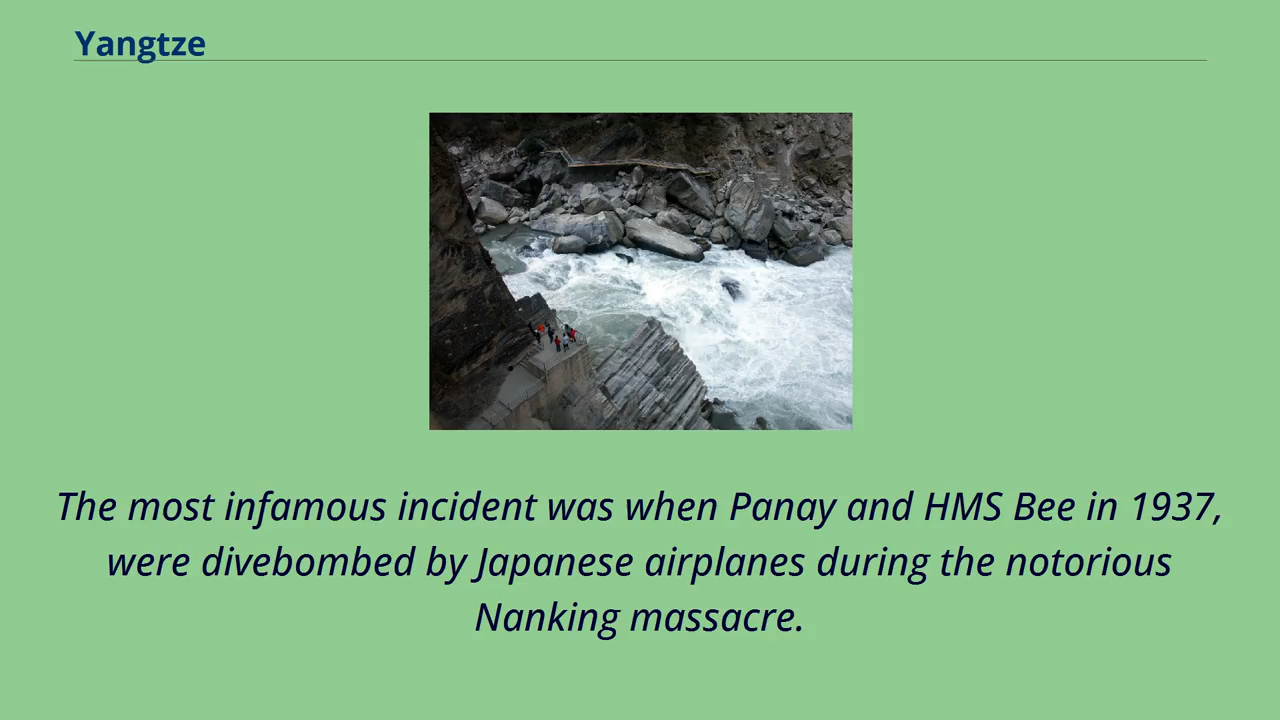 Yangtze
The most infamous incident was when Panay and HMS Bee in 1937,
were divebombed by Japanese airplanes during the notorious
Nanking massacre.